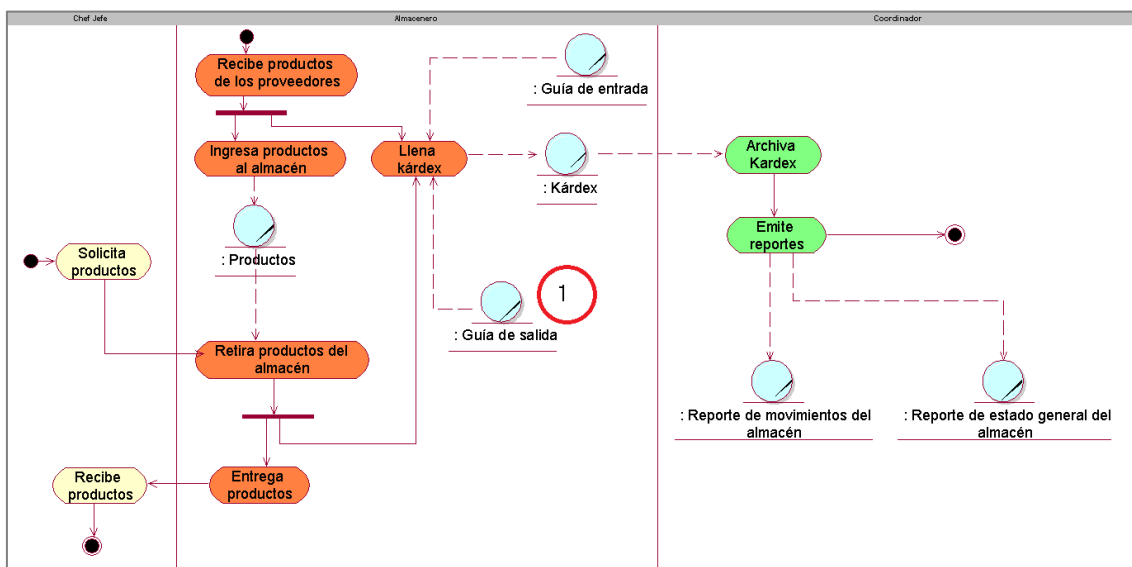 Chef Jefe
Almacenero
Coordinador
Recibe productos
de los proveedores
: Guía de entrada
Ingresa productos
al almacén
Llena
kárdex
: Kárdex
Archiva
Kardex
Emite
reportes
Solicita
productos
: Productos
1
: Guía de salida
Retira productos del
almacén
: Reporte de movimientos del
almacén
: Reporte de estado general del
almacén
Recibe
productos
Entrega
productos